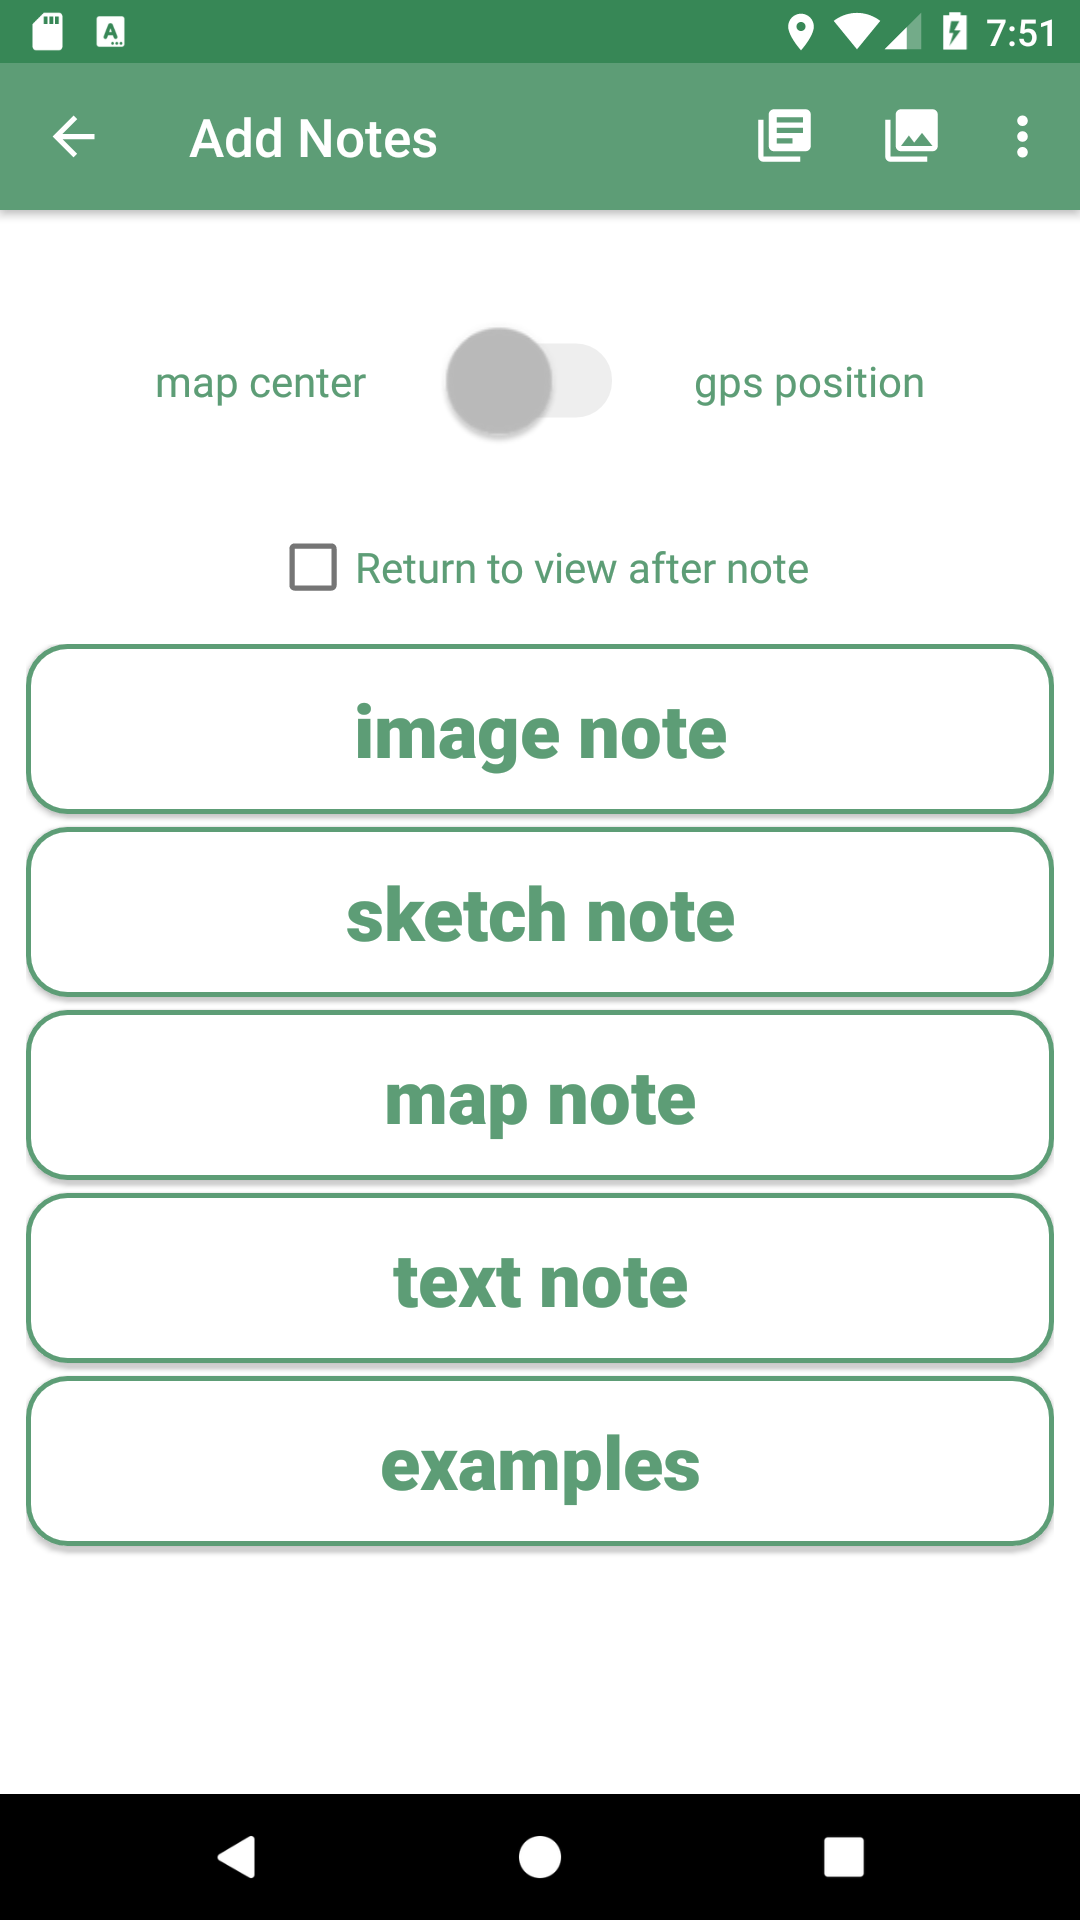 7:51
Add Notes
map center gps position
Return to view after note
image note
sketch note
map note
text note
examples